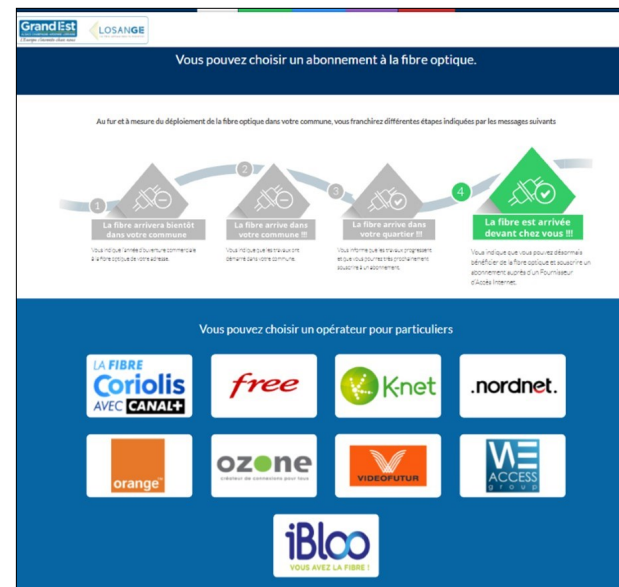 GrandEst
LOSANGE
Vous pouvez choisir un abonnement à la fibre optique.
Au fur et à mesure du déploiement de la fibre optique dans votre commune, vous franchirez différentes étapes indiquées par les messages suivants
1
La fibre arrivera bientôt
dans votre commune
Vous indique l'année d'ouverture commerciale
à la fibre optique de votre adresse.
2
La fibre arrive dans
votre commune !!!
Vous indique que les travaux ont
démarré dans votre commune.
3
La fibre arrive dans
votre quartier !!!
Vous informe que les travaux progressent
et que vous pourrez très prochainement
souscrire à un abonnement.
4
La fibre est arrivée
devant chez vous !!!
Vous indique que vous pouvez désormais
bénéficier de la fibre optique et souscrire un
abonnement auprès d'un Fournisseur
d'Accès Internet.
Vous pouvez choisir un opérateur pour particuliers
LA FIBRE
Coriolis
AVEC CANAL+
free
K-net
.nordnet.
orange™
ozone
créateur de connexions pour tous
VIDEOFUTUR
WE
ACCESS
group
iBloo
VOUS AVEZ LA FIBRE !